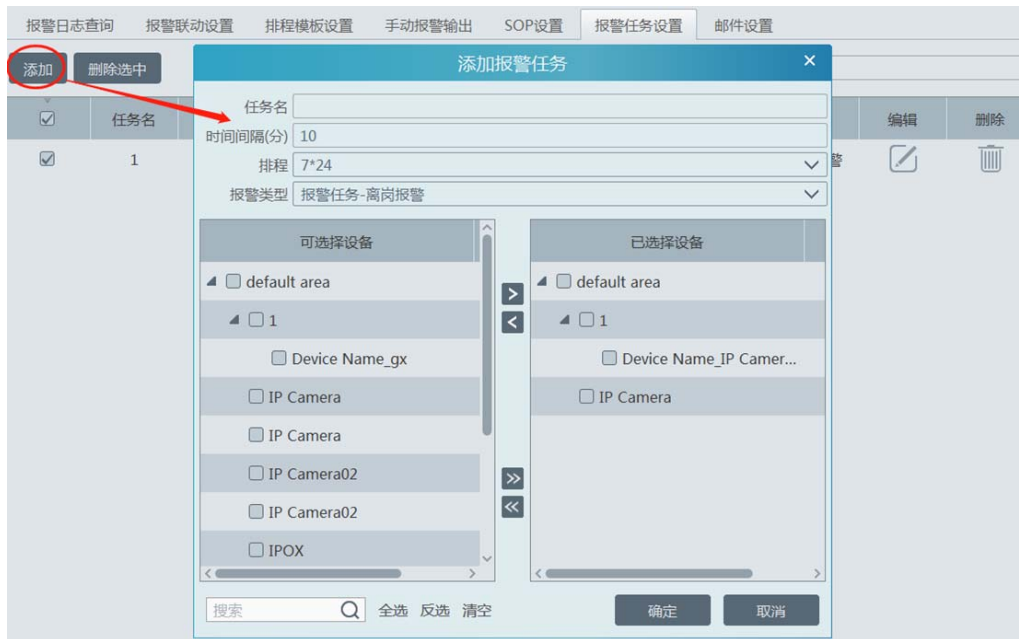 报警日志查询 报警联动设置 排程模板设置 手动报警输出 SOP设置 报警任务设置 邮件设置
添加 删除选中 添加报警任务
任务名 编辑 删除
1 警
任务名
时间间隔(分) 10
排程 7*24
报警类型 报警任务-离岗报警
可选择设备 已选择设备
default area default area
1 1
Device Name_gx Device Name_IP Camer...
IP Camera IP Camera
IP Camera
IP Camera02
IP Camera02
IPOX
搜索 全选 反选 清空 确定 取消